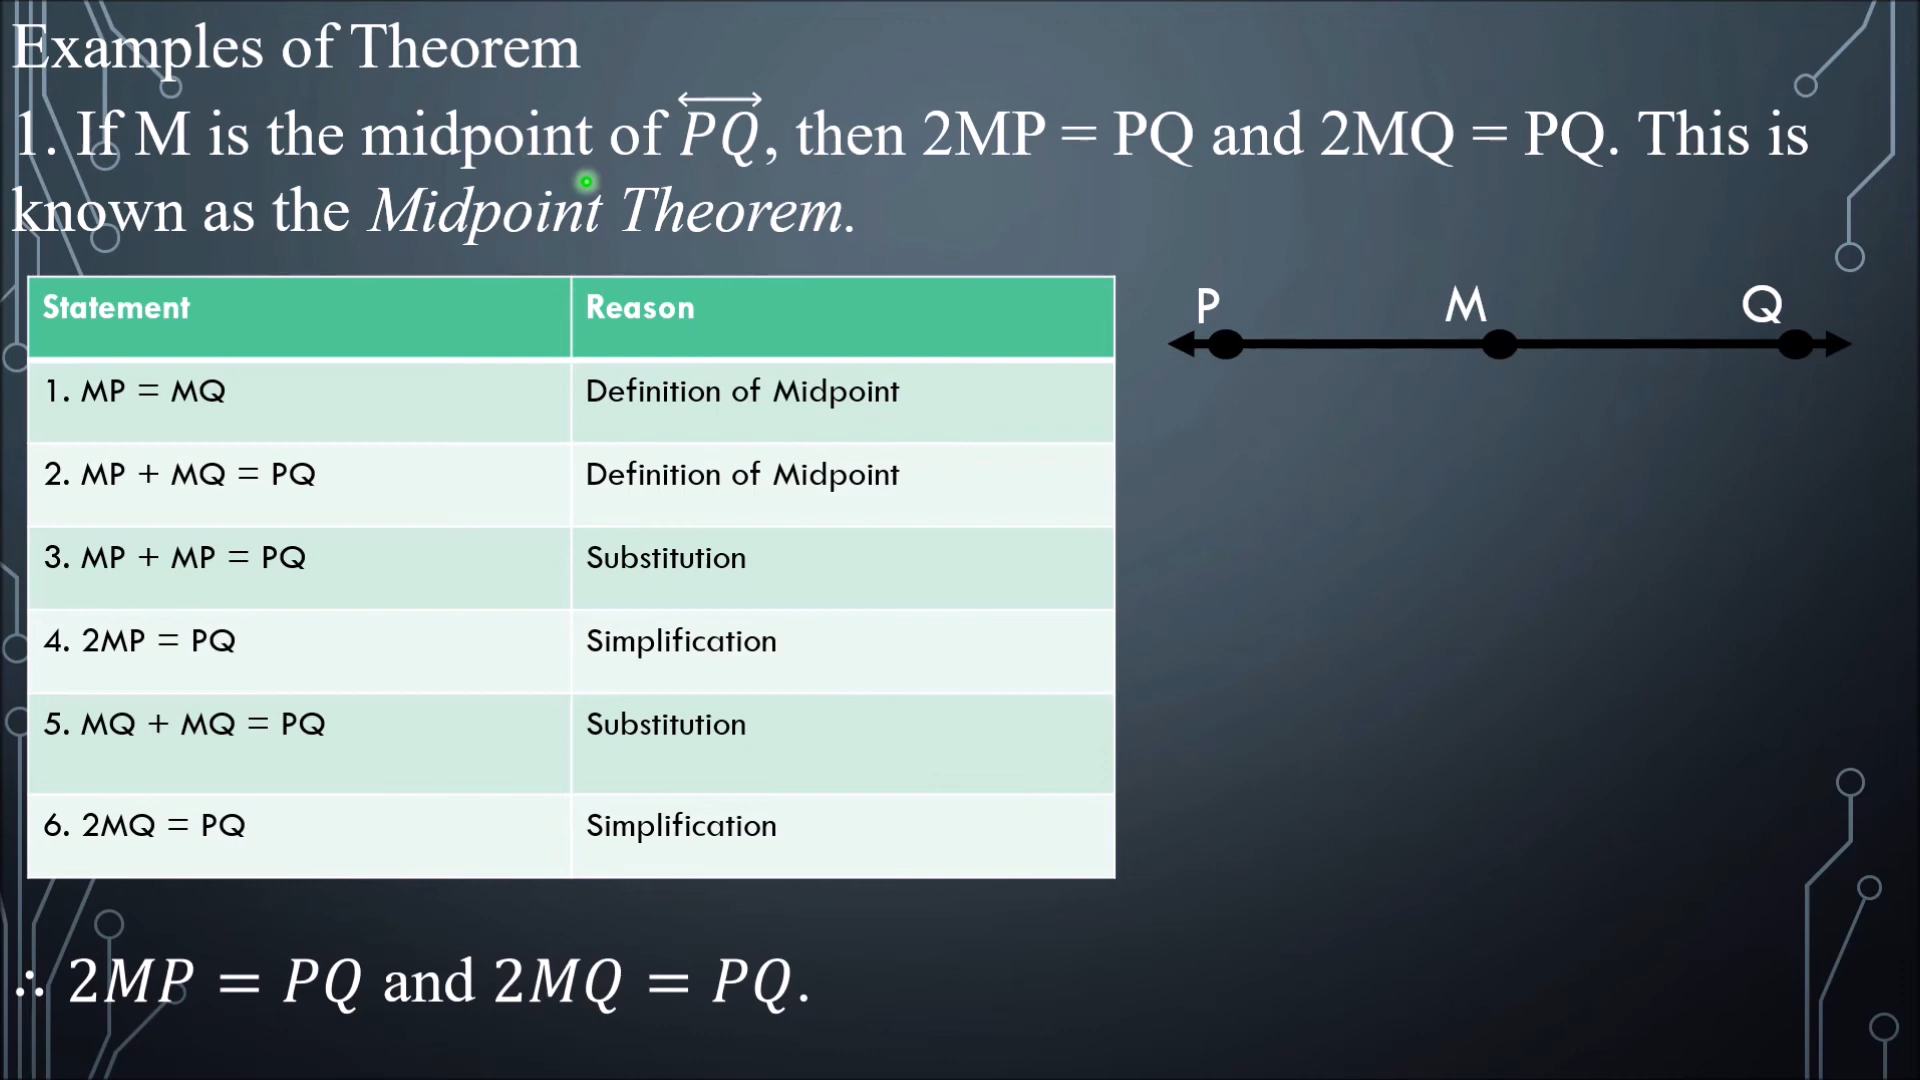 Examples of Theorem
1. If M is the midpoint of PQ, then 2MP = PQ and 2MQ = PQ. This is
known as the Midpoint Theorem.
Statement Reason
1. MP = MQ Definition of Midpoint
2. MP + MQ = PQ Definition of Midpoint
3. MP + MP = PQ Substitution
4. 2MP = PQ Simplification
5. MQ + MQ = PQ Substitution
6. 2MQ = PQ Simplification
P M Q
∴ 2MP = PQ and 2MQ = PQ.